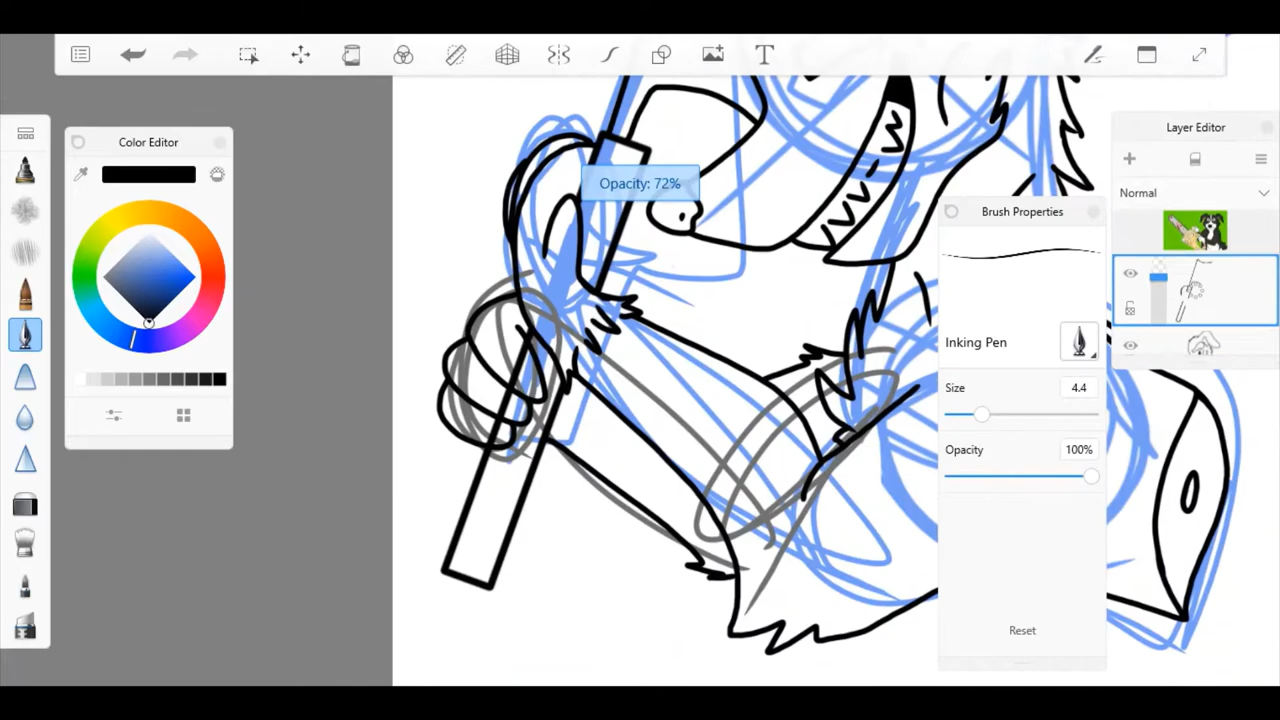 T
Color Editor
Layer Editor
Opacity: 72%
Normal
Brush Properties
Inking Pen
Size
4.4
Opacity
100%
Reset